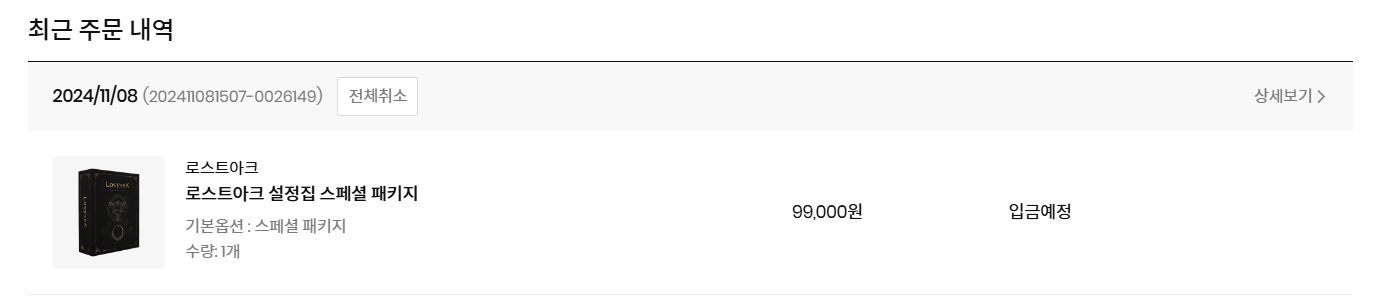 최근 주문 내역
2024/11/08 (202411081507-0026149) 전체취소 상세보기 >
LOSTARK
로스트아크
로스트아크 설정집 스페셜 패키지
기본옵션 : 스페셜 패키지
수량: 1개
99,000원
입금예정